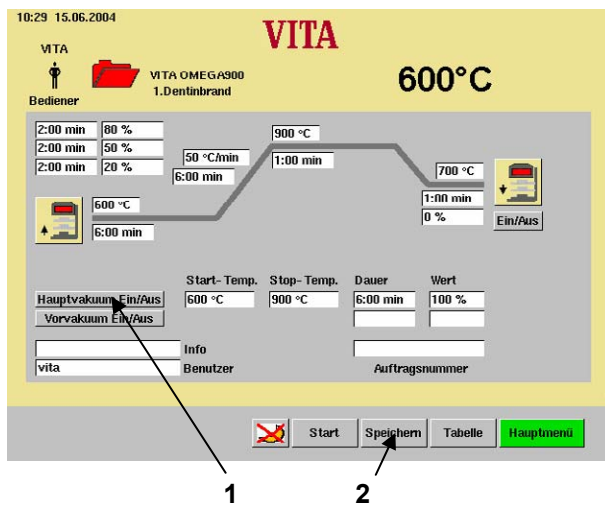 10:29 15.06.2004
VITA
VITA
Bediener
VITA OMEGA900
1.Dentinbrand
600°C
2:00 min 80 %
2:00 min 50 %
2:00 min 20 %
50 °C/min
6:00 min
900 °C
1:00 min
700 °C
1:00 min
0 %
Ein/Aus
600 °C
6:00 min
Start-Temp. Stop-Temp. Dauer Wert
Hauptvakuum Ein/Aus 600 °C 900 °C 6:00 min 100 %
Vorvakuum Ein/Aus
Info
vita Benutzer Auftragsnummer
Start Speichern Tabelle Hauptmenü
1 2